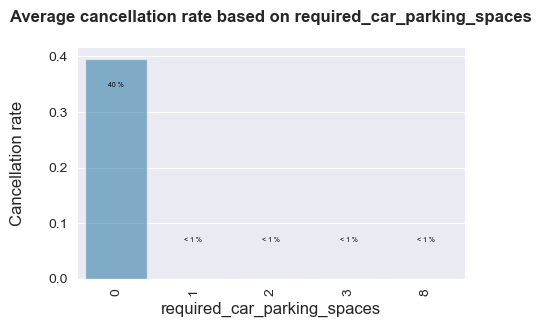 Average cancellation rate based on required_car_parking_spaces
Cancellation rate
0.4
0.3
0.2
0.1
0.0
40 %
< 1 %
< 1 %
< 1 %
< 1 %
0
1
2
3
8
required_car_parking_spaces